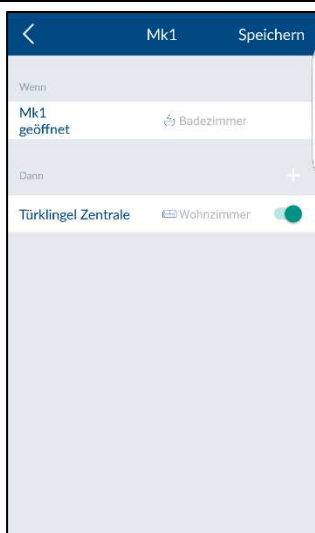 Mk1 Speichern
Wenn
Mk1
geöffnet Badezimmer
Dann
Türklingel Zentrale Wohnzimmer